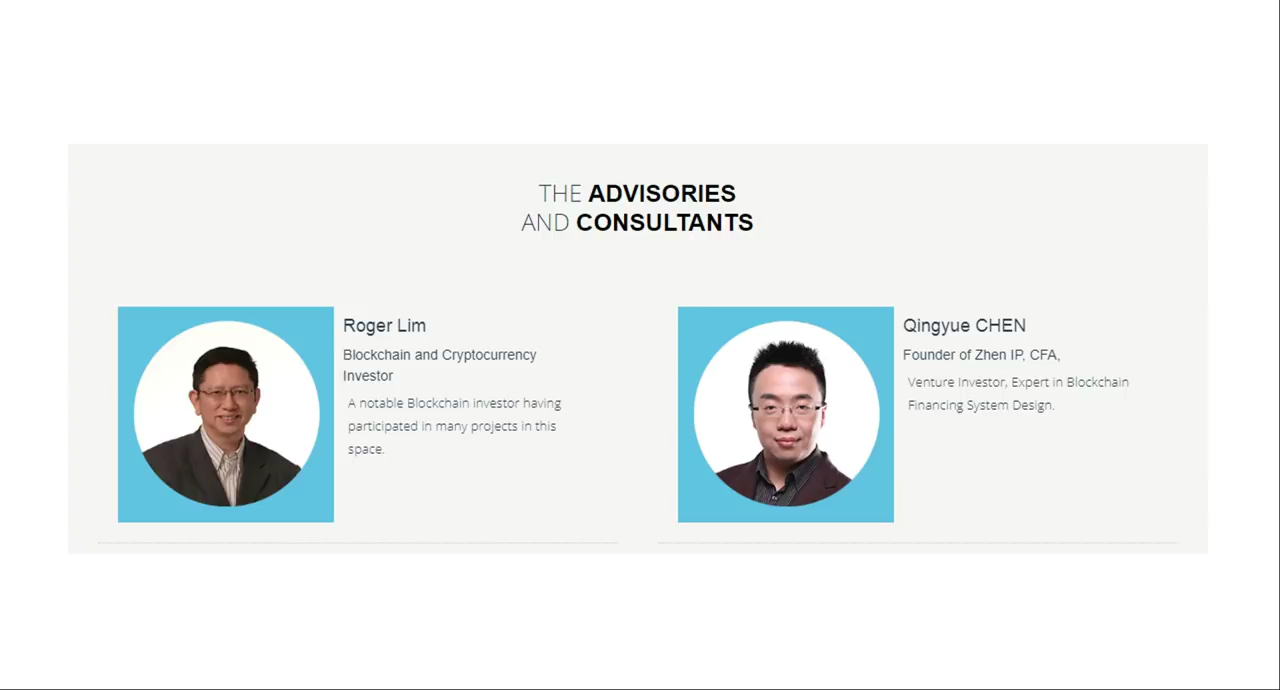 THE ADVISORIES
AND CONSULTANTS
Roger Lim
Blockchain and Cryptocurrency
Investor
A notable Blockchain investor having
participated in many projects in this
space.
Qingyue CHEN
Founder of Zhen IP, CFA,
Venture Investor, Expert in Blockchain
Financing System Design.